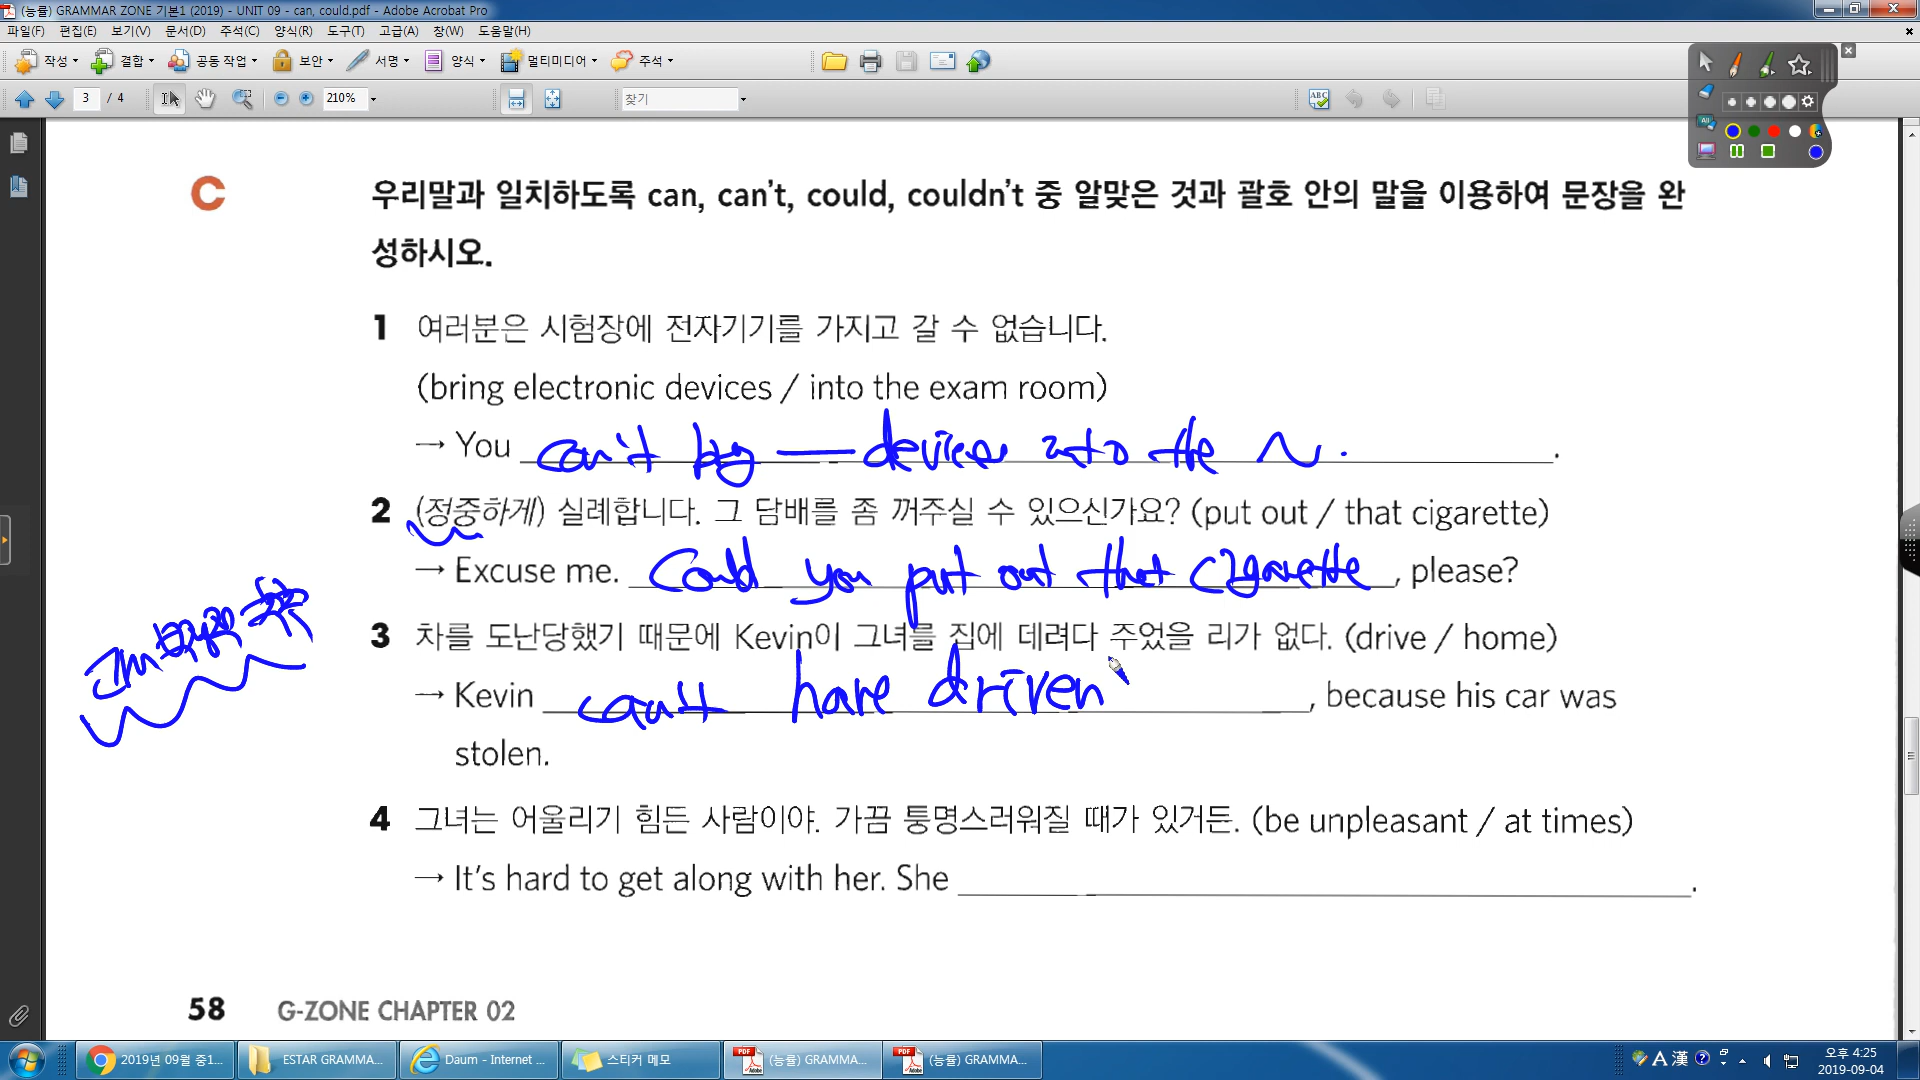 (능률) GRAMMAR ZONE 기본1 (2019) - UNIT 09 - can, could.pdf - Adobe Acrobat Pro
파일(F) 편집(E) 보기(V) 문서(D) 주석(C) 양식(R) 도구(T) 고급(A) 창(W) 도움말(H)
작성 결합 공동 작업 보안 서명 양식 멀티미디어 주석
3 / 4 210% 찾기
C 우리말과 일치하도록 can, can't, could, couldn't 중 알맞은 것과 괄호 안의 말을 이용하여 문장을 완
성하시오.
1 여러분은 시험장에 전자기기를 가지고 갈 수 없습니다.
(bring electronic devices / into the exam room)
→ You can't devices into the .
2 (정중하게) 실례합니다. 그 담배를 좀 꺼주실 수 있으신가요? (put out / that cigarette)
→ Excuse me. Could you put out that cigarette, please?
3 차를 도난당했기 때문에 Kevin이 그녀를 집에 데려다 주었을 리가 없다. (drive / home)
→ Kevin can't have driven , because his car was
stolen.
4 그녀는 어울리기 힘든 사람이야. 가끔 퉁명스러워질 때가 있거든. (be unpleasant / at times)
→ It's hard to get along with her. She .
58 G-ZONE CHAPTER 02
2019년 09월 중1... ESTAR GRAMMA... Daum - Internet ... 스티커 메모 (능률) GRAMMA... (능률) GRAMMA...
A 漢
오후 4:25
2019-09-04